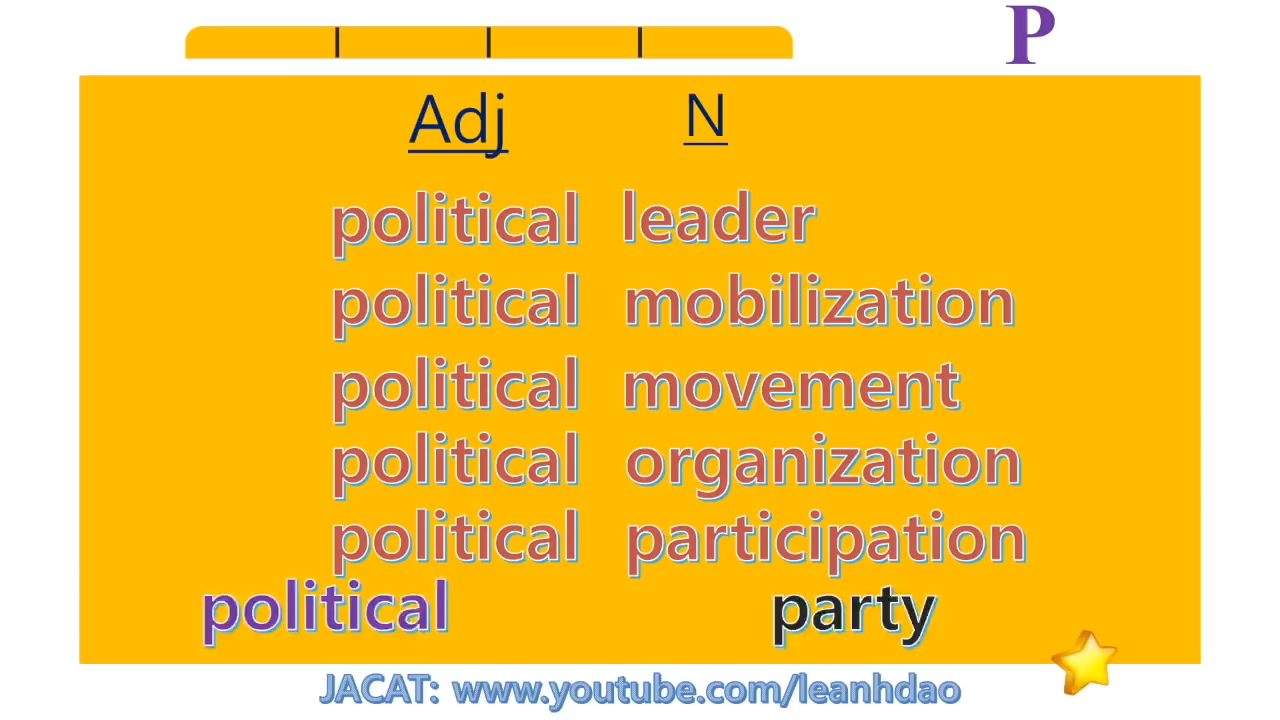 P
Adj N
political leader
political mobilization
political movement
political organization
political participation
political party
JACAT: www.youtube.com/leanhdao